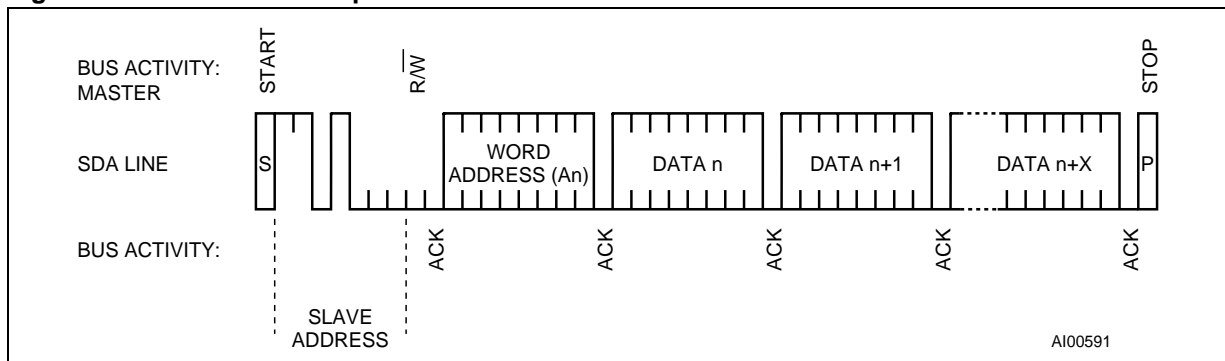 BUS ACTIVITY:
MASTER
START
R/W
STOP
SDA LINE
S
WORD
ADDRESS (An)
DATA n
DATA n+1
DATA n+X
P
BUS ACTIVITY:
ACK
ACK
ACK
ACK
ACK
SLAVE
ADDRESS
AI00591